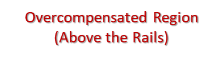 Overcompensated Region
(Above the Rails)